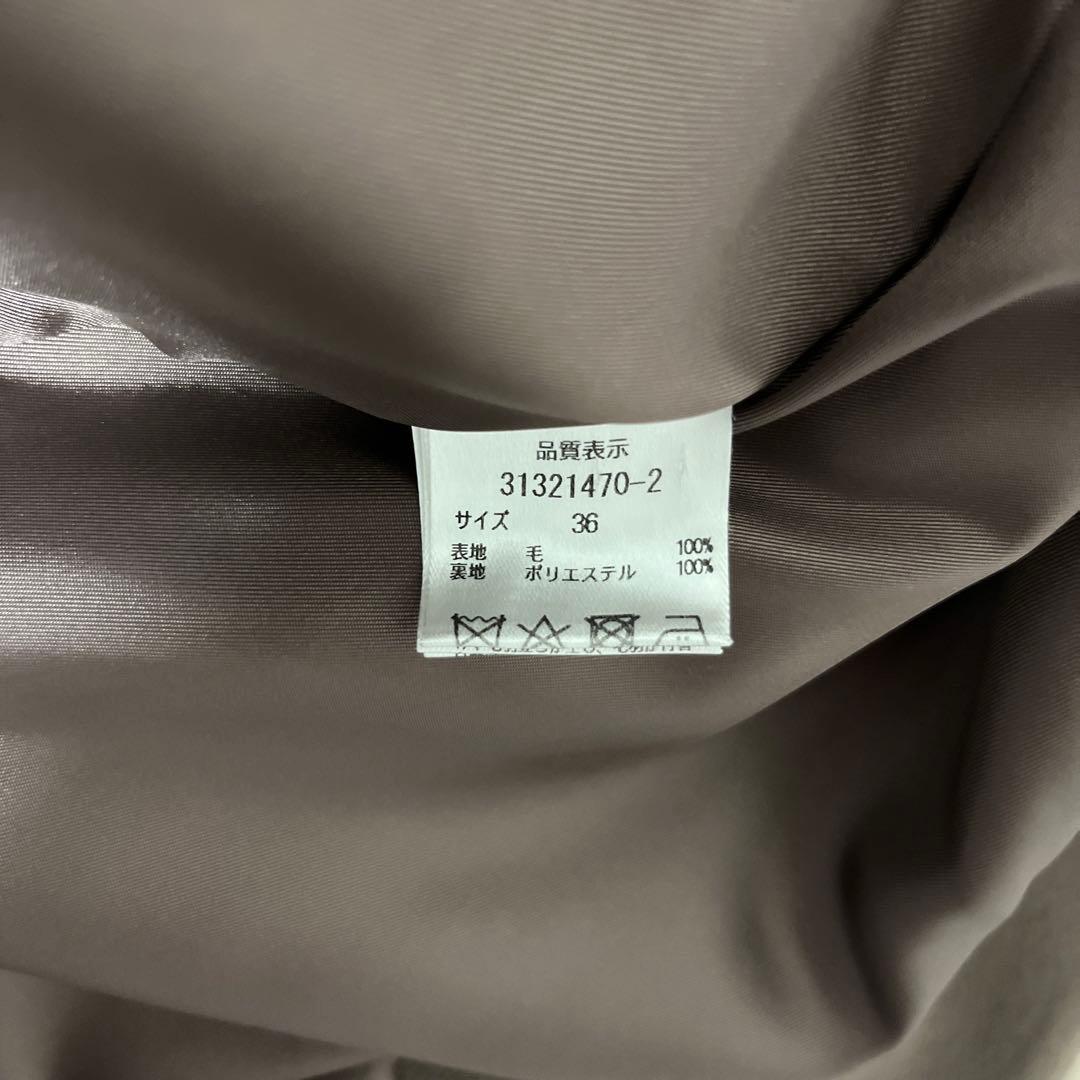 品質表示
31321470-2
サイズ 36
表地 毛 100%
裏地 ポリエステル 100%